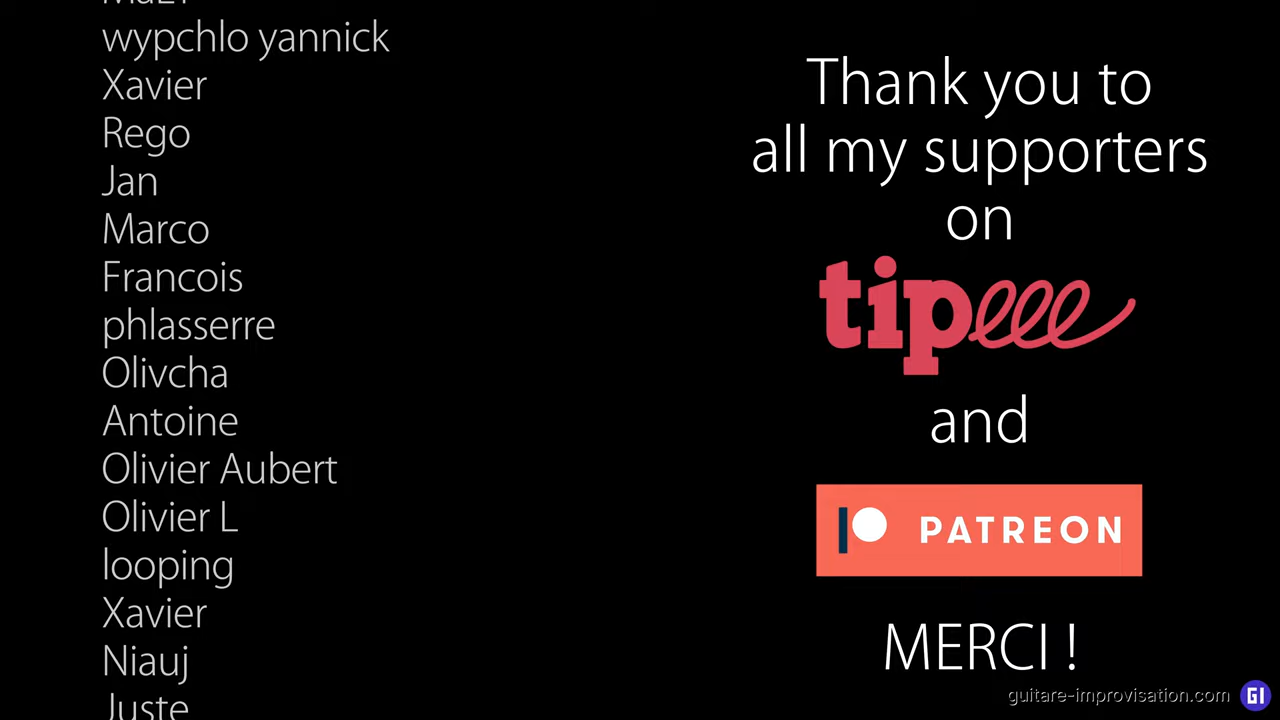 wypchlo yannick
Xavier
Rego
Jan
Marco
Francois
phlasserre
Olivcha
Antoine
Olivier Aubert
Olivier L
looping
Xavier
Niauj
Juste
Thank you to
all my supporters
on
tipeee
and
PATREON
MERCI !
guitare-improvisation.com GI